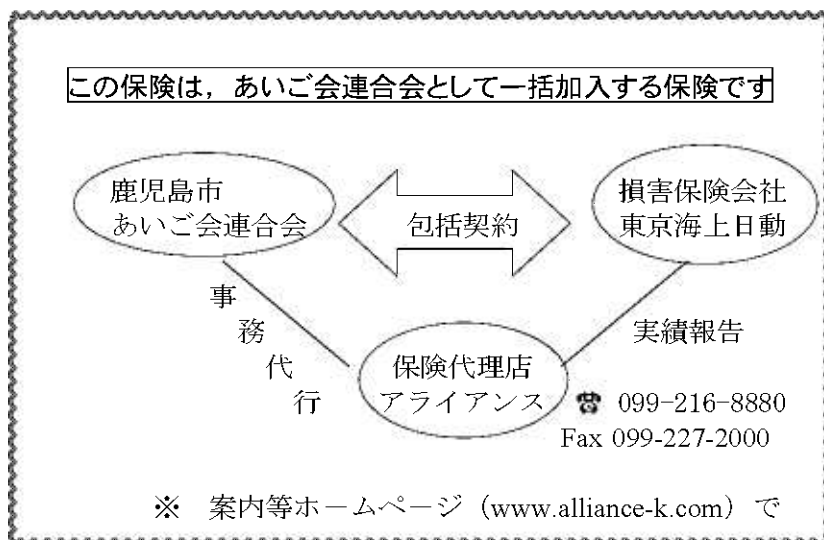 この保険は，あいご会連合会として一括加入する保険です
鹿児島市
あいご会連合会
包括契約
損害保険会社
東京海上日動
事務代行
実績報告
保険代理店
アライアンス
☎ 099-216-8880
Fax 099-227-2000
※ 案内等ホームページ（www.alliance-k.com）で